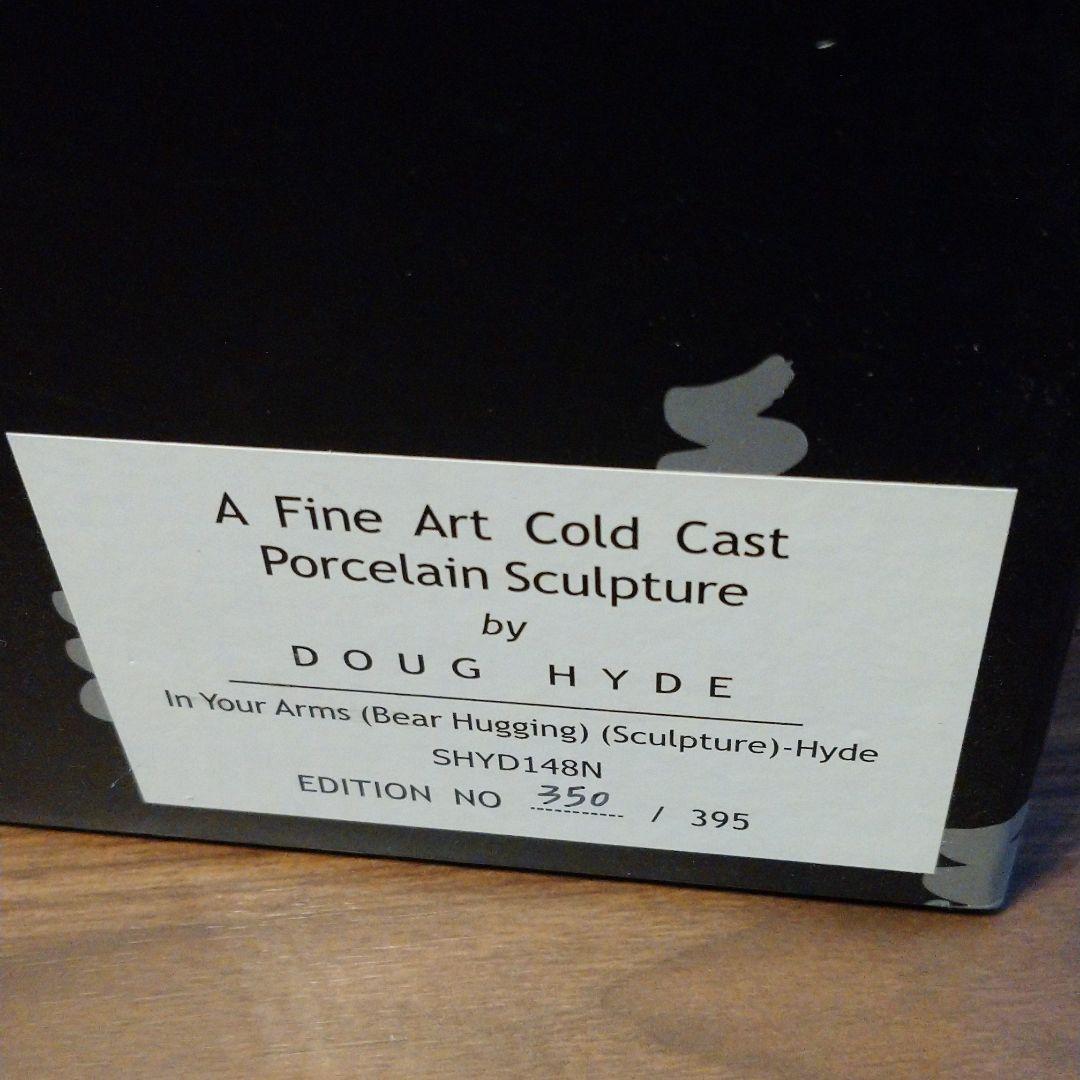 A Fine Art Cold Cast
Porcelain Sculpture
by
DOUG HYDE
In Your Arms (Bear Hugging) (Sculpture)-Hyde
SHYD148N
EDITION NO 350 / 395